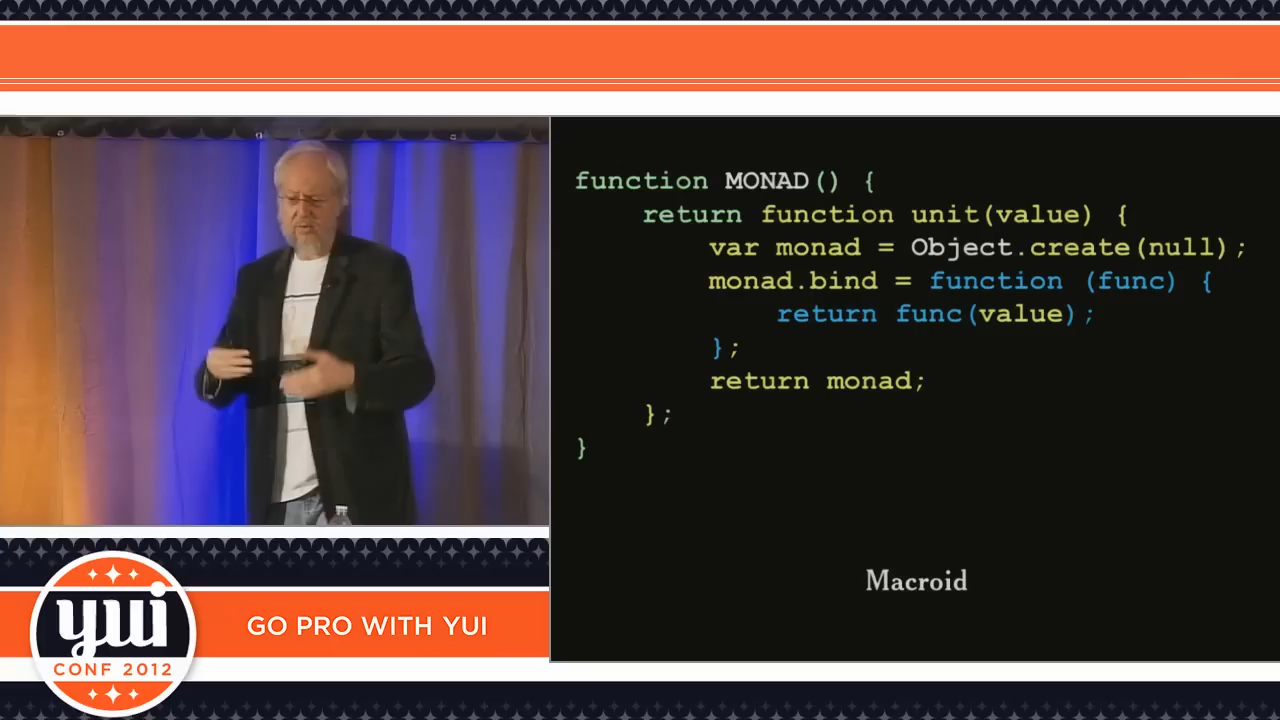 function MONAD() {
    return function unit(value) {
        var monad = Object.create(null);
        monad.bind = function (func) {
            return func(value);
        };
        return monad;
    };
}
Macroid
yui
CONF 2012
GO PRO WITH YUI